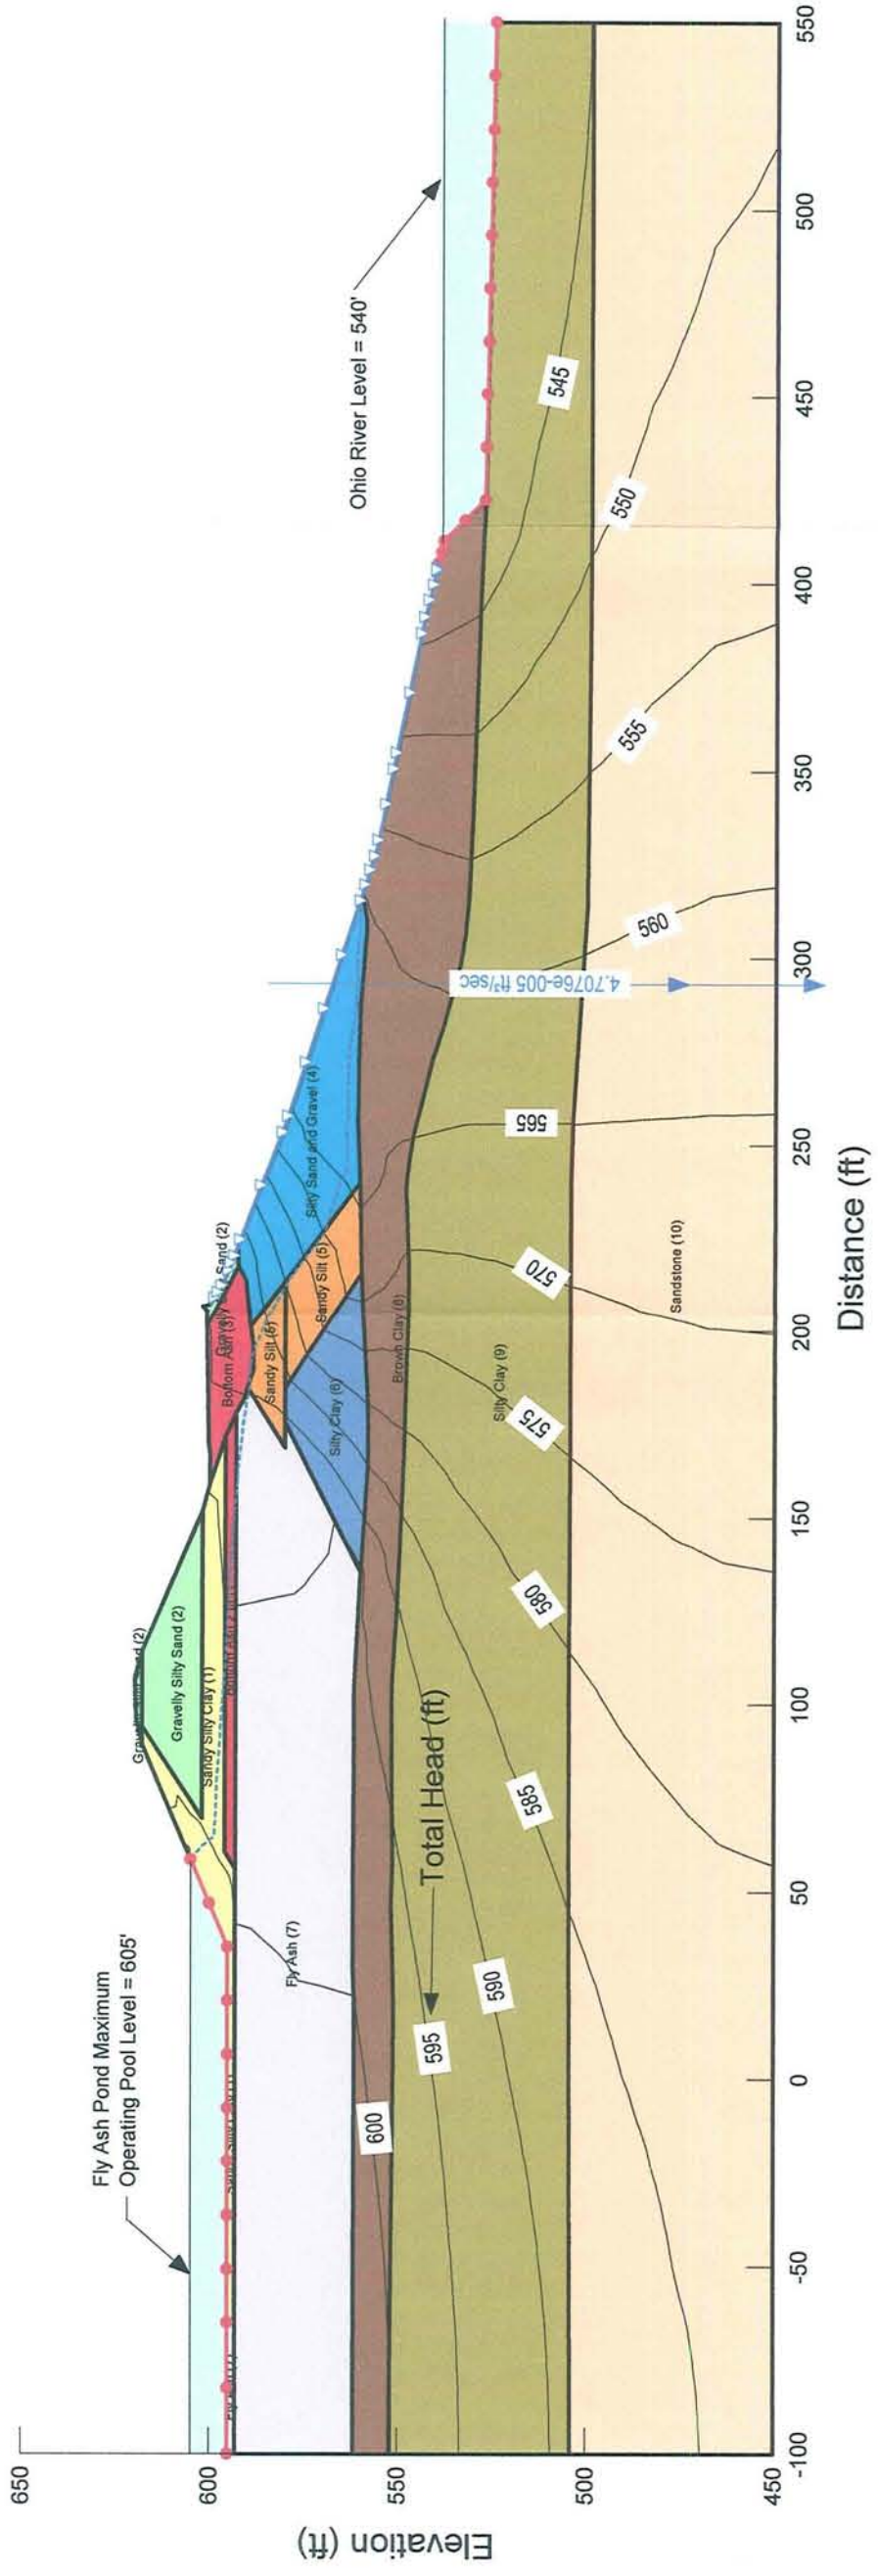 Fly Ash Pond Maximum
Operating Pool Level = 605'
Ohio River Level = 540'
Elevation (ft)
650
600
550
500
450
-100
-50
0
50
100
150
200
250
300
350
400
450
500
550
Distance (ft)
Total Head (ft)
600
595
590
585
580
575
570
565
560
555
550
545
4.7076e-005 ft³/sec
Gravelly Silty Sand (2)
Sandy Silty Clay (1)
Bottom Ash (3)
Gravelly
Sand (2)
Silty Sand and Gravel (4)
Sandy Silt (5)
Sandy Silt (5)
Silty Clay (6)
Fly Ash (7)
Brown Clay (8)
Silty Clay (9)
Sandstone (10)